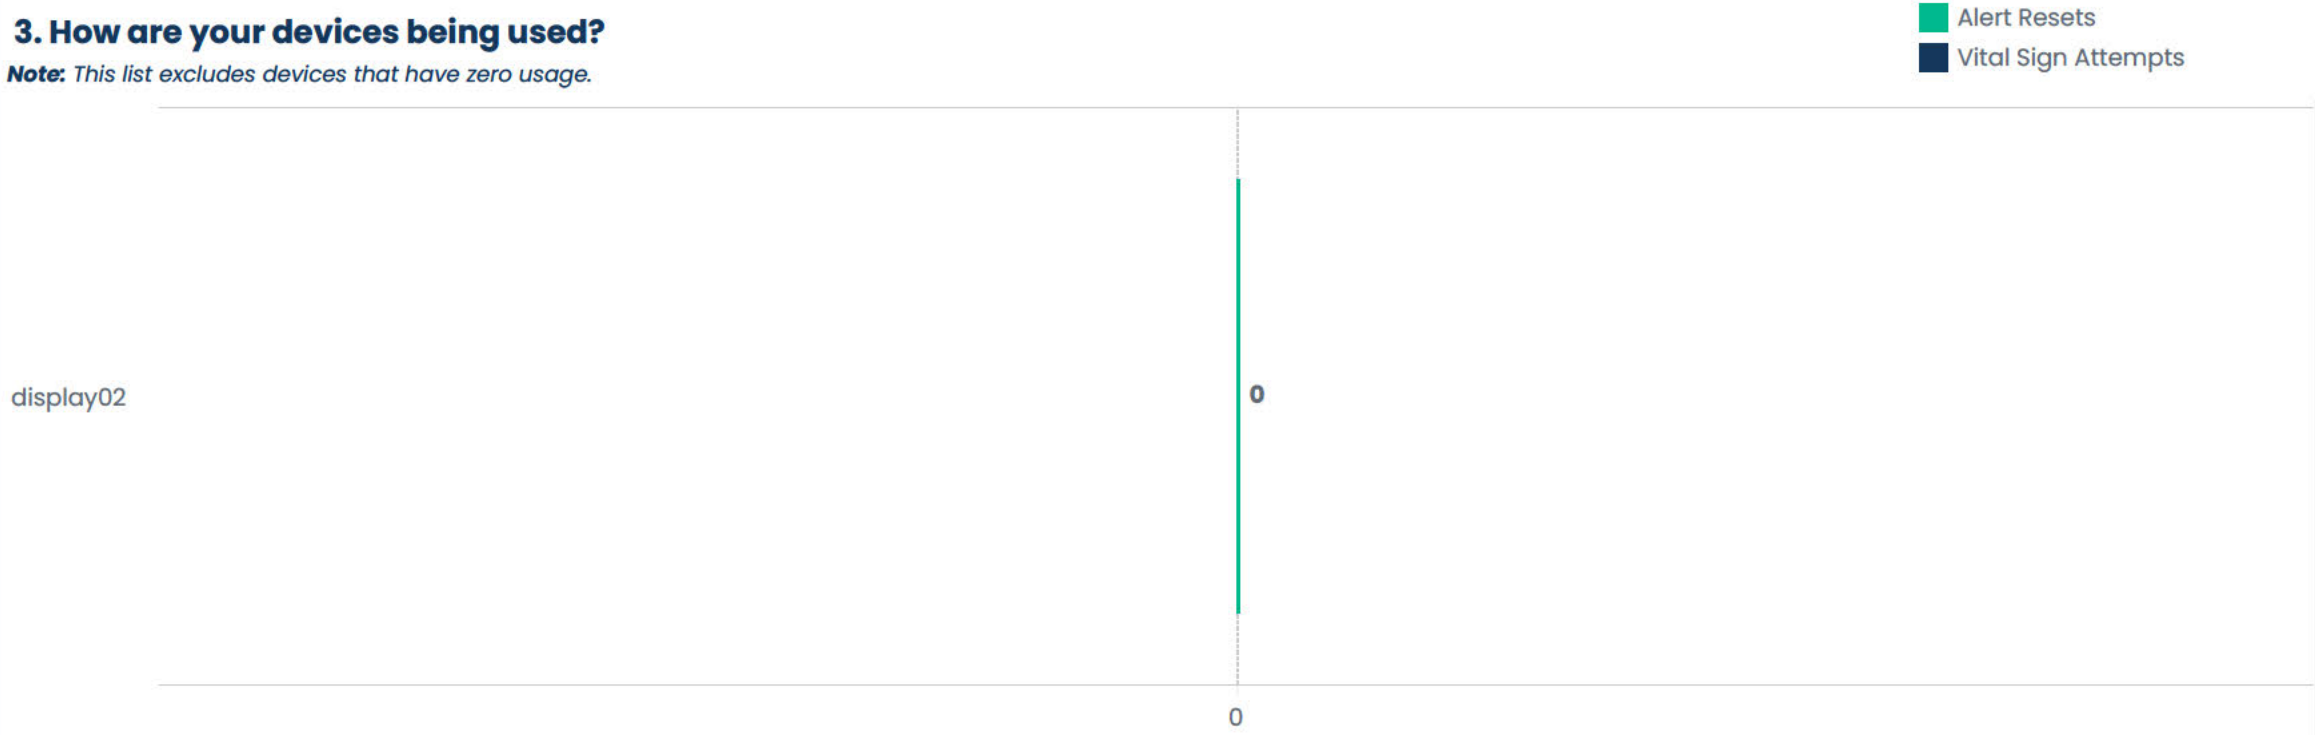 3. How are your devices being used?
Note: This list excludes devices that have zero usage.
Alert Resets
Vital Sign Attempts
display02
0
0